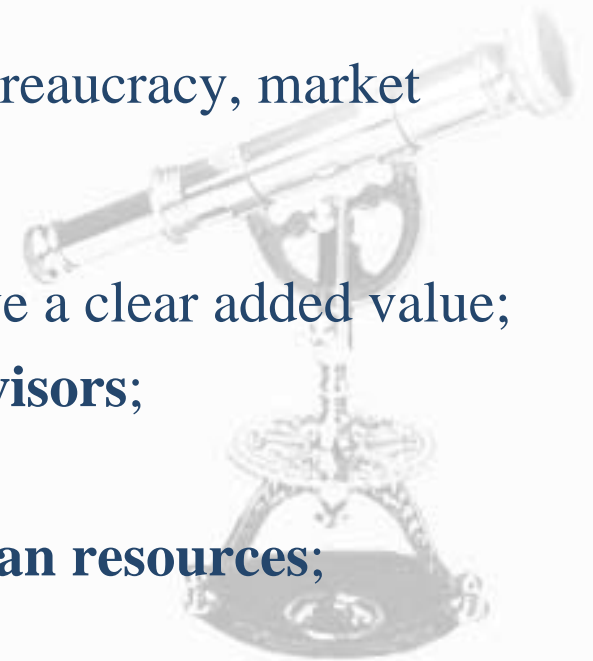 reaucracy, market
e a clear added value;
visors;
an resources;